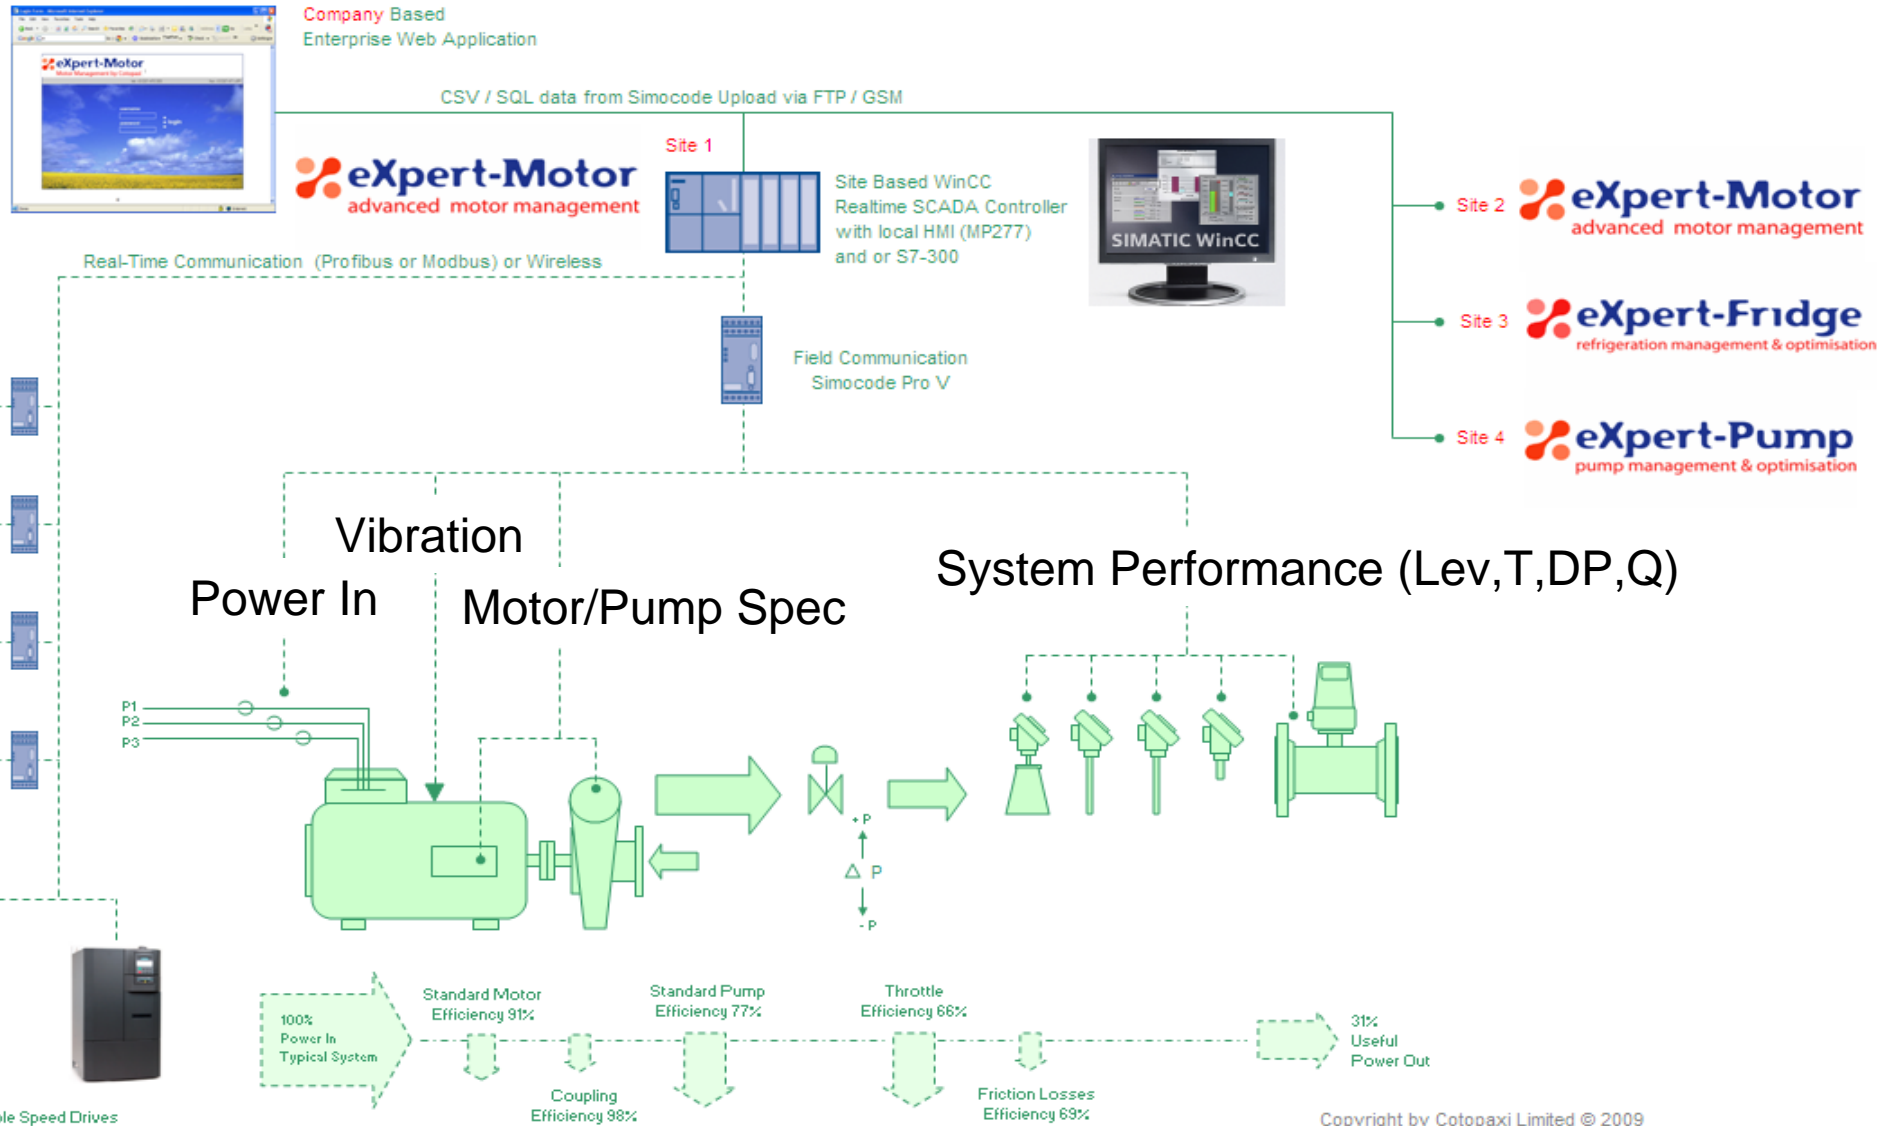 Company Based
Enterprise Web Application
eXpert-Motor
Motor Management by Cotopaxi
login
CSV / SQL data from Simocode Upload via FTP / GSM
Site 1
eXpert-Motor
advanced motor management
Site Based WinCC
Realtime SCADA Controller
with local HMI (MP277)
and or S7-300
SIMATIC WinCC
Site 2
eXpert-Motor
advanced motor management
Real-Time Communication (Profibus or Modbus) or Wireless
Site 3
eXpert-Fridge
refrigeration management & optimisation
Field Communication
Simocode Pro V
Site 4
eXpert-Pump
pump management & optimisation
Vibration
Power In
Motor/Pump Spec
System Performance (Lev,T,DP,Q)
P1
P2
P3
+ P
△ P
- P
100%
Power In
Typical System
Standard Motor
Efficiency 91%
Coupling
Efficiency 98%
Standard Pump
Efficiency 77%
Throttle
Efficiency 66%
Friction Losses
Efficiency 69%
31%
Useful
Power Out
Speed Drives
Copyright by Cotopaxi Limited © 2009